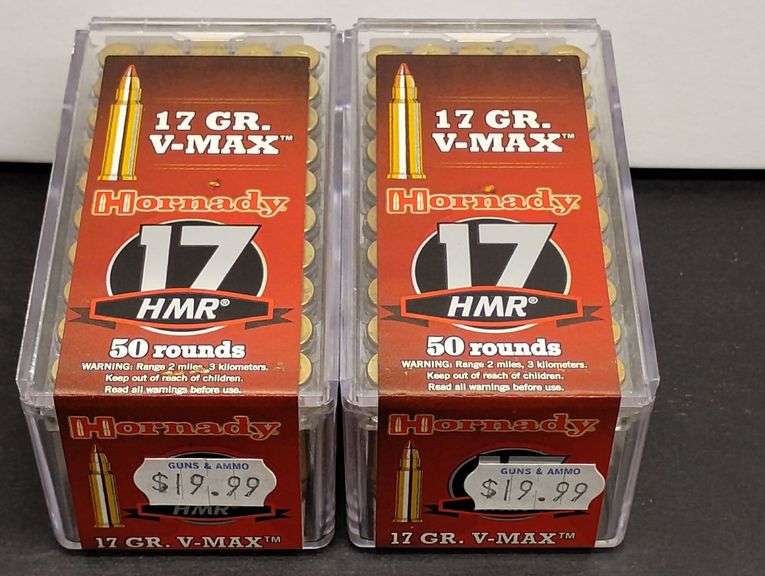 17 GR.
V-MAX™
Hornady
17
HMR®
50 rounds
WARNING: Range 2 miles, 3 kilometers.
Keep out of reach of children.
Read all warnings before use.
Hornady
GUNS & AMMO
$19.99
HMR
17 GR. V-MAX™
17 GR.
V-MAX™
Hornady
17
HMR®
50 rounds
WARNING: Range 2 miles, 3 kilometers.
Keep out of reach of children.
Read all warnings before use.
Hornady
GUNS & AMMO
$19.99
17 GR. V-MAX™